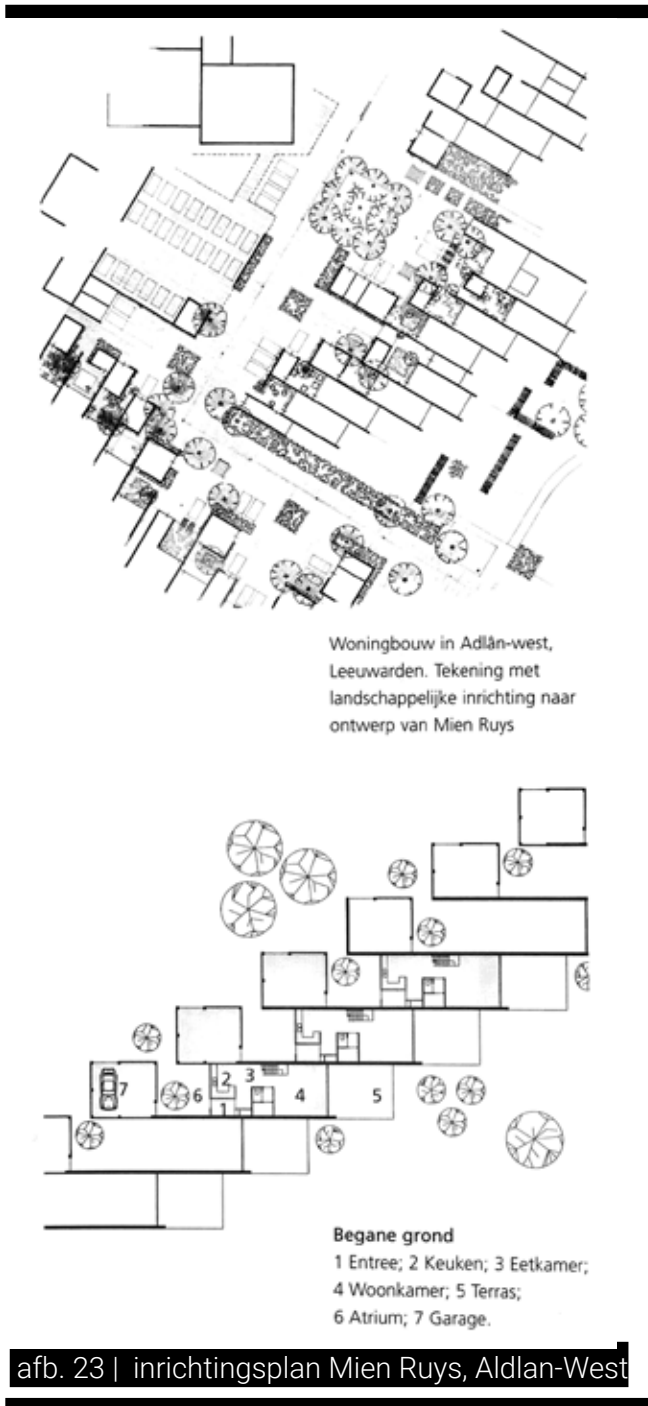 Woningbouw in Adlân-west,
Leeuwarden. Tekening met
landschappelijke inrichting naar
ontwerp van Mien Ruys
7
6
2
3
1
4
5
Begane grond
1 Entree; 2 Keuken; 3 Eetkamer;
4 Woonkamer; 5 Terras;
6 Atrium; 7 Garage.
afb. 23 | inrichtingsplan Mien Ruys, Aldlan-West